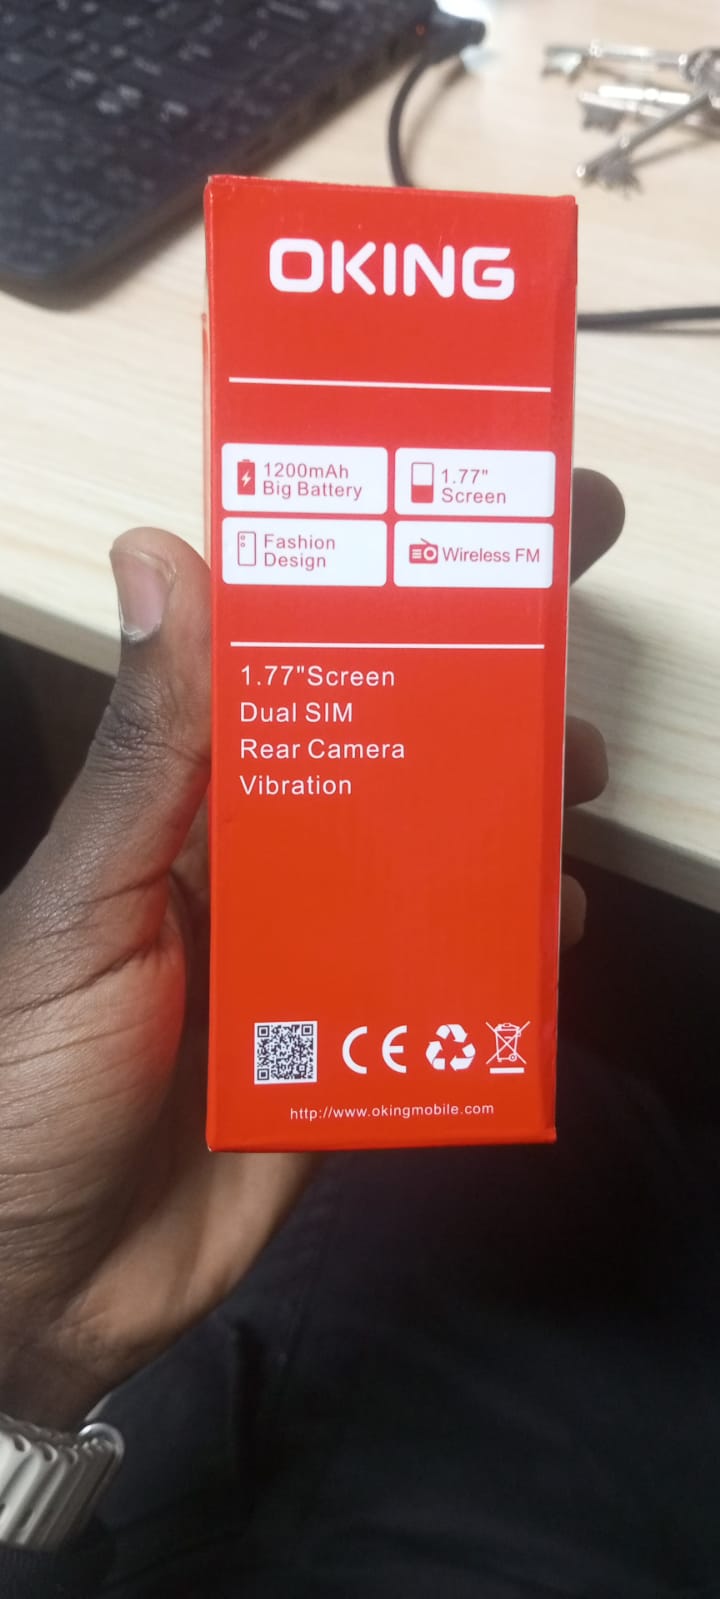 OKING
1200mAh
Big Battery
1.77"
Screen
Fashion
Design
Wireless FM
1.77"Screen
Dual SIM
Rear Camera
Vibration
CE
http://www.okingmobile.com